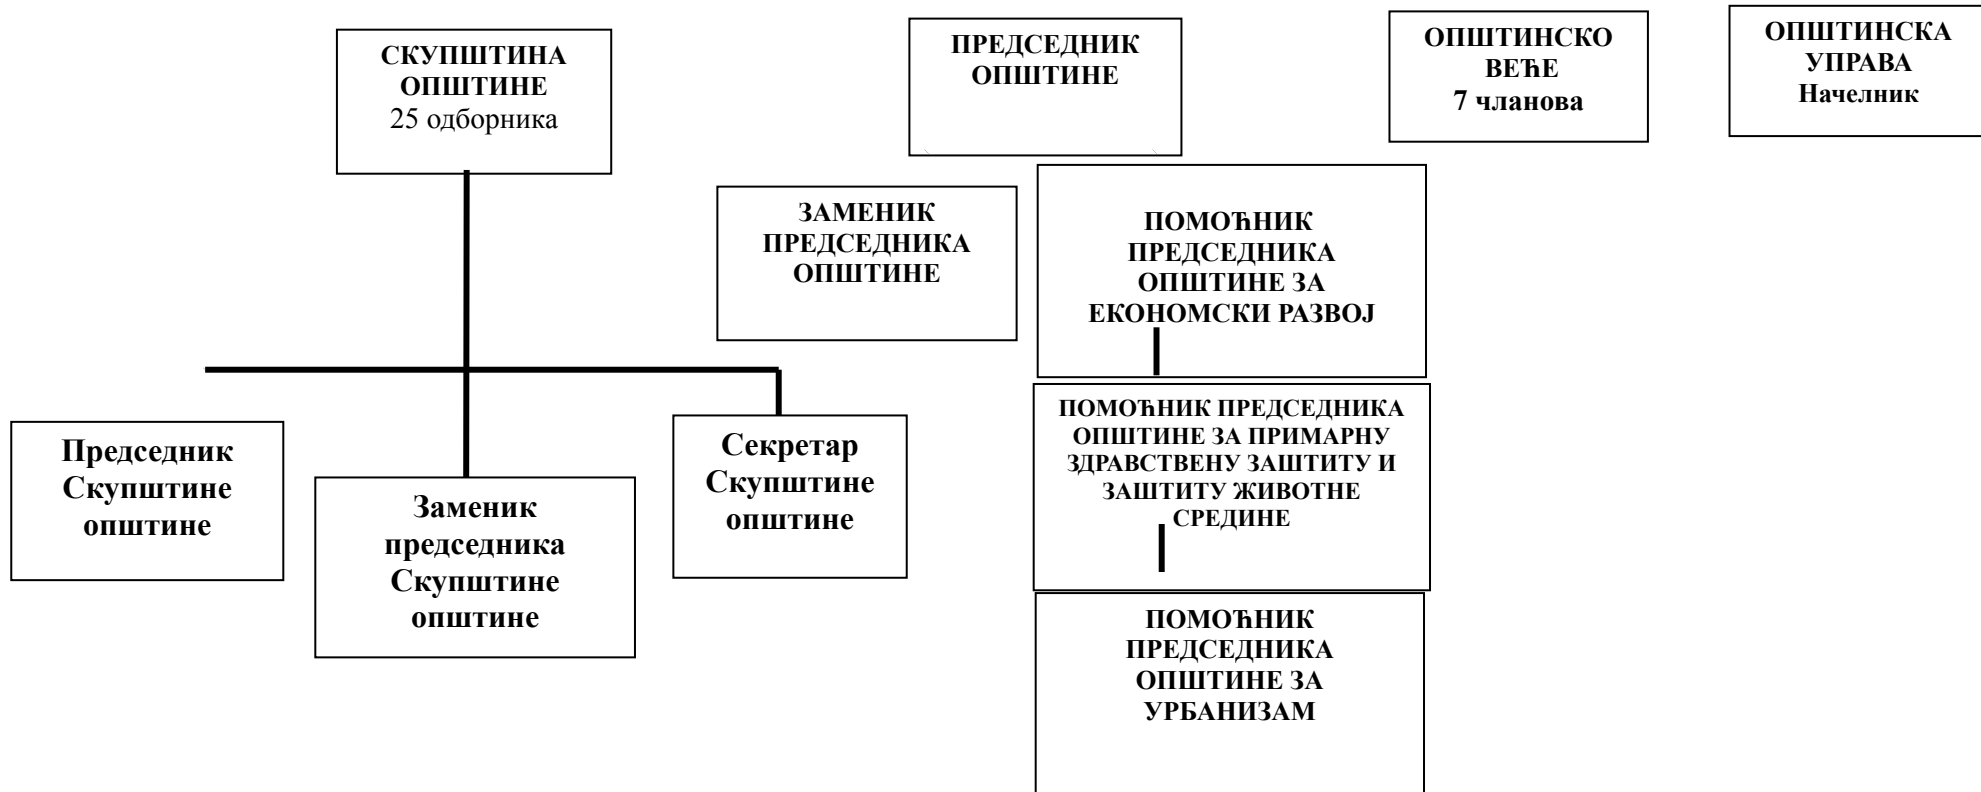 СКУПШТИНА
ОПШТИНЕ
25 одборника
ПРЕДСЕДНИК
ОПШТИНЕ
ОПШТИНСКО
ВЕЋЕ
7 чланова
ОПШТИНСКА
УПРАВА
Начелник
ЗАМЕНИК
ПРЕДСЕДНИКА
ОПШТИНЕ
ПОМОЋНИК
ПРЕДСЕДНИКА
ОПШТИНЕ ЗА
ЕКОНОМСКИ РАЗВОЈ
Председник
Скупштине
општине
Заменик
председника
Скупштине
општине
Секретар
Скупштине
општине
ПОМОЋНИК ПРЕДСЕДНИКА
ОПШТИНЕ ЗА ПРИМАРНУ
ЗДРАВСТВЕНУ ЗАШТИТУ И
ЗАШТИТУ ЖИВОТНЕ
СРЕДИНЕ
ПОМОЋНИК
ПРЕДСЕДНИКА
ОПШТИНЕ ЗА
УРБАНИЗАМ